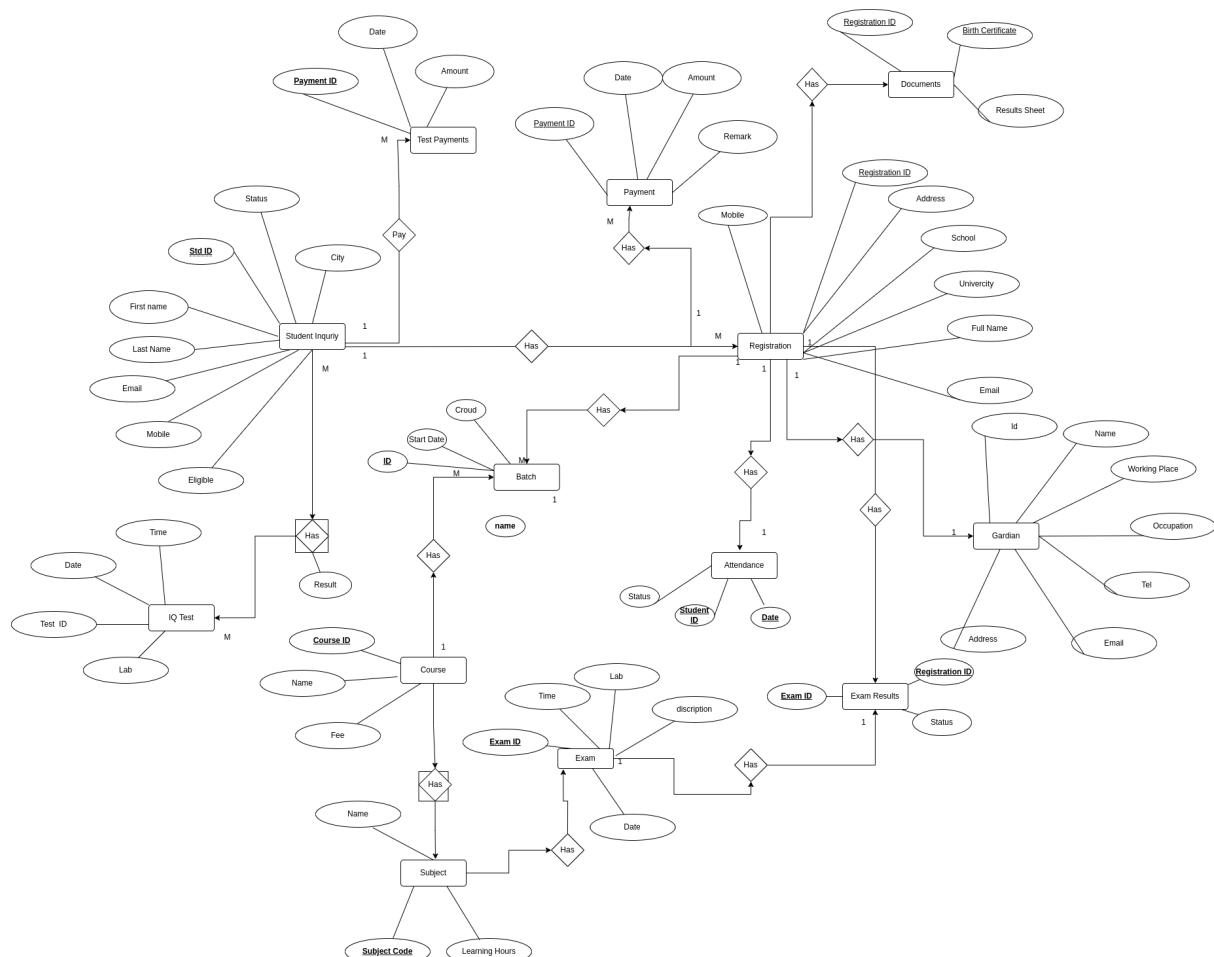 Registration ID
Birth Certificate
Date
Payment ID
Amount
Date
Amount
Has
Documents
Results Sheet
Payment ID
Remark
M
Test Payments
Registration ID
Status
Payment
Address
Mobile
School
Std ID
City
Pay
M
Has
Univercity
First name
1
1
Full Name
Student Inquriy
M
Registration
1
Last Name
1
Has
1
1
1
M
Email
Email
Croud
Has
Mobile
Start Date
Id
Name
Has
ID
M
M
Working Place
Eligible
Batch
Has
1
Has
name
Occupation
Time
Has
1
1
Gardian
Has
Date
Result
Attendance
Tel
Status
Test ID
IQ Test
Student
ID
Date
M
Course ID
1
Address
Email
Lab
Course
Registration ID
Name
Lab
Time
Exam ID
Exam Results
discription
Status
Fee
1
Exam ID
Exam
1
Has
Has
Name
Date
Has
Subject
Subject Code
Learning Hours